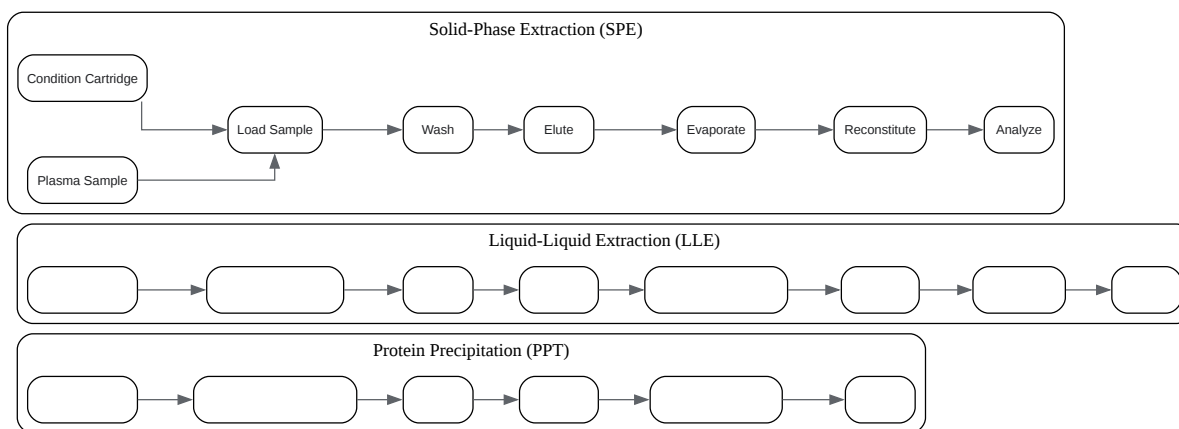 Solid-Phase Extraction (SPE)
Condition Cartridge
Plasma Sample
Load Sample
Wash
Elute
Evaporate
Reconstitute
Analyze
Liquid-Liquid Extraction (LLE)
Protein Precipitation (PPT)